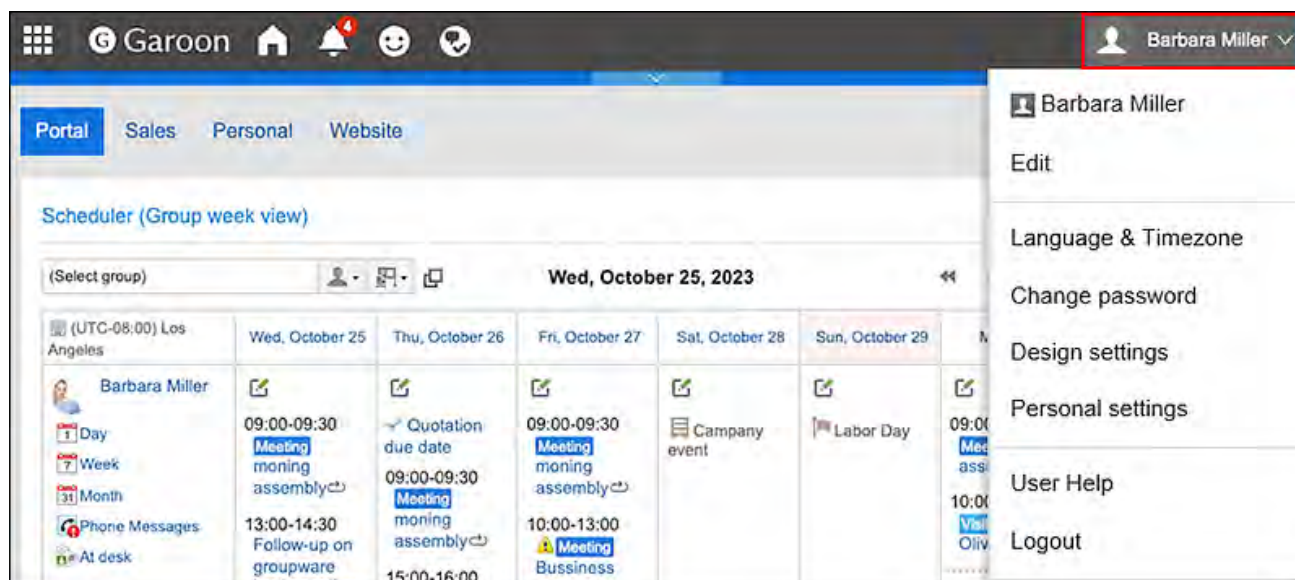 Garoon
4
Barbara Miller
Barbara Miller
Edit
Language & Timezone
Change password
Design settings
Personal settings
User Help
Logout
Portal Sales Personal Website
Scheduler (Group week view)
(Select group)
Wed, October 25, 2023
(UTC-08:00) Los
Angeles
Wed, October 25
Thu, October 26
Fri, October 27
Sat, October 28
Sun, October 29
Barbara Miller
1 Day
7 Week
31 Month
Phone Messages
At desk
09:00-09:30
Meeting
moning
assembly
13:00-14:30
Follow-up on
groupware
Quotation
due date
09:00-09:30
Meeting
moning
assembly
15:00-16:00
09:00-09:30
Meeting
moning
assembly
10:00-13:00
Meeting
Bussiness
Campany
event
Labor Day